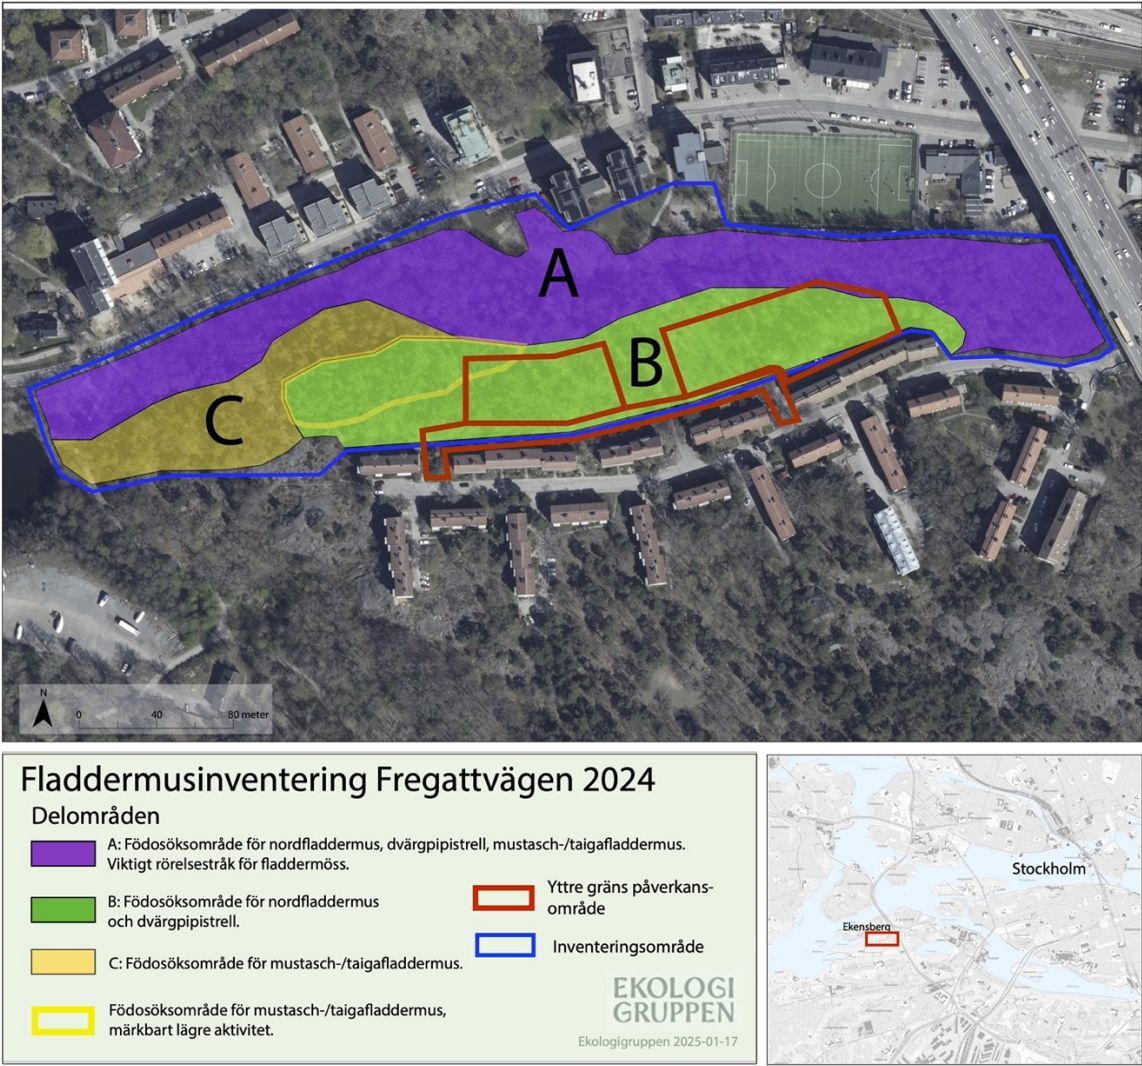 A
B
C
N
0 40 80 meter
Fladdermusinventering Fregattvägen 2024
Delområden
A: Födosöksområde för nordfladdermus, dvärgpipistrell, mustasch-/taigafladdermus.
Viktigt rörelsestråk för fladdermöss.
B: Födosöksområde för nordfladdermus
och dvärgpipistrell.
C: Födosöksområde för mustasch-/taigafladdermus.
Födosöksområde för mustasch-/taigafladdermus,
märkbart lägre aktivitet.
Yttre gräns påverkans-
område
Inventeringsområde
EKOLOGI
GRUPPEN
Ekologigruppen 2025-01-17
Stockholm
Ekensberg